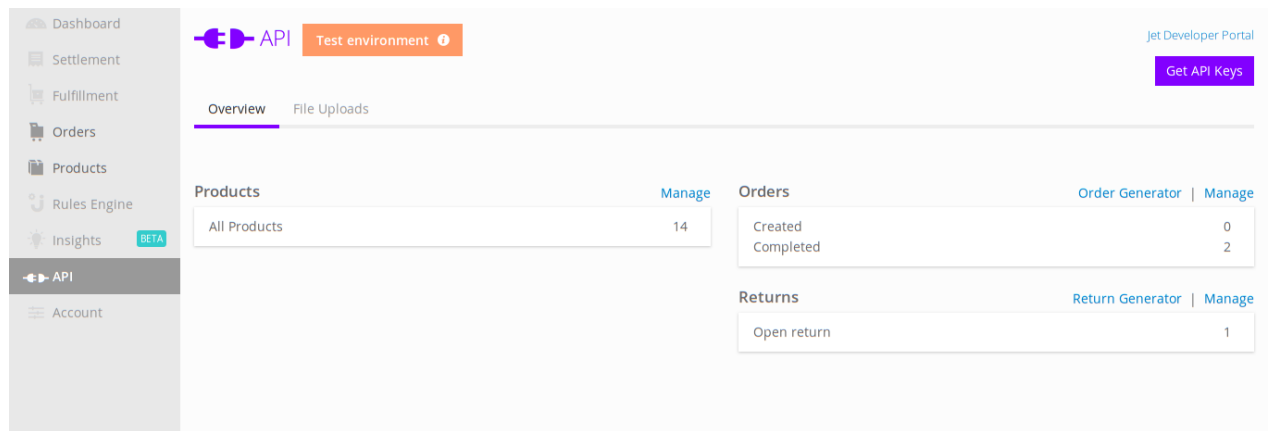 Dashboard
Settlement
Fulfillment
Orders
Products
Rules Engine
Insights BETA
API
Account
API Test environment
Jet Developer Portal
Get API Keys
Overview File Uploads
Products Manage
All Products 14
Orders Order Generator | Manage
Created 0
Completed 2
Returns Return Generator | Manage
Open return 1